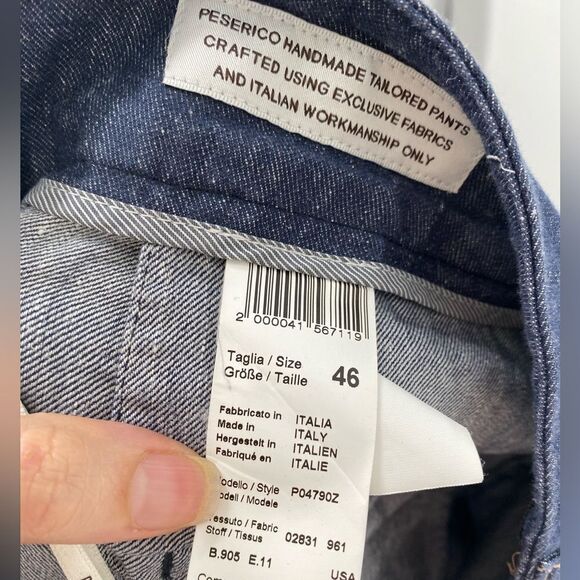 PESERICO HANDMADE TAILORED PANTS
CRAFTED USING EXCLUSIVE FABRICS
AND ITALIAN WORKMANSHIP ONLY
2 000041 567119
Taglia / Size
Größe / Taille 46
Fabbricato in ITALIA
Made in ITALY
Hergestelt in ITALIEN
Fabriqué en ITALIE
odello / Style P04790Z
odell / Modele
essuto / Fabric 02831 961
Stoff / Tissus
B.905 E.11 USA